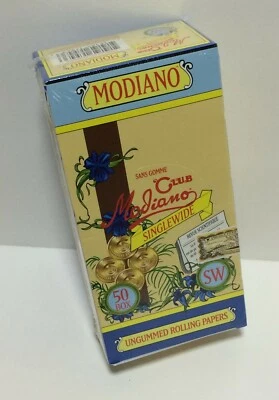 MODIANO
MODIANO
SANS GOMME
Club
Modiano
SINGLEWIDE
50
BOX
SW
UNGUMMED ROLLING PAPERS